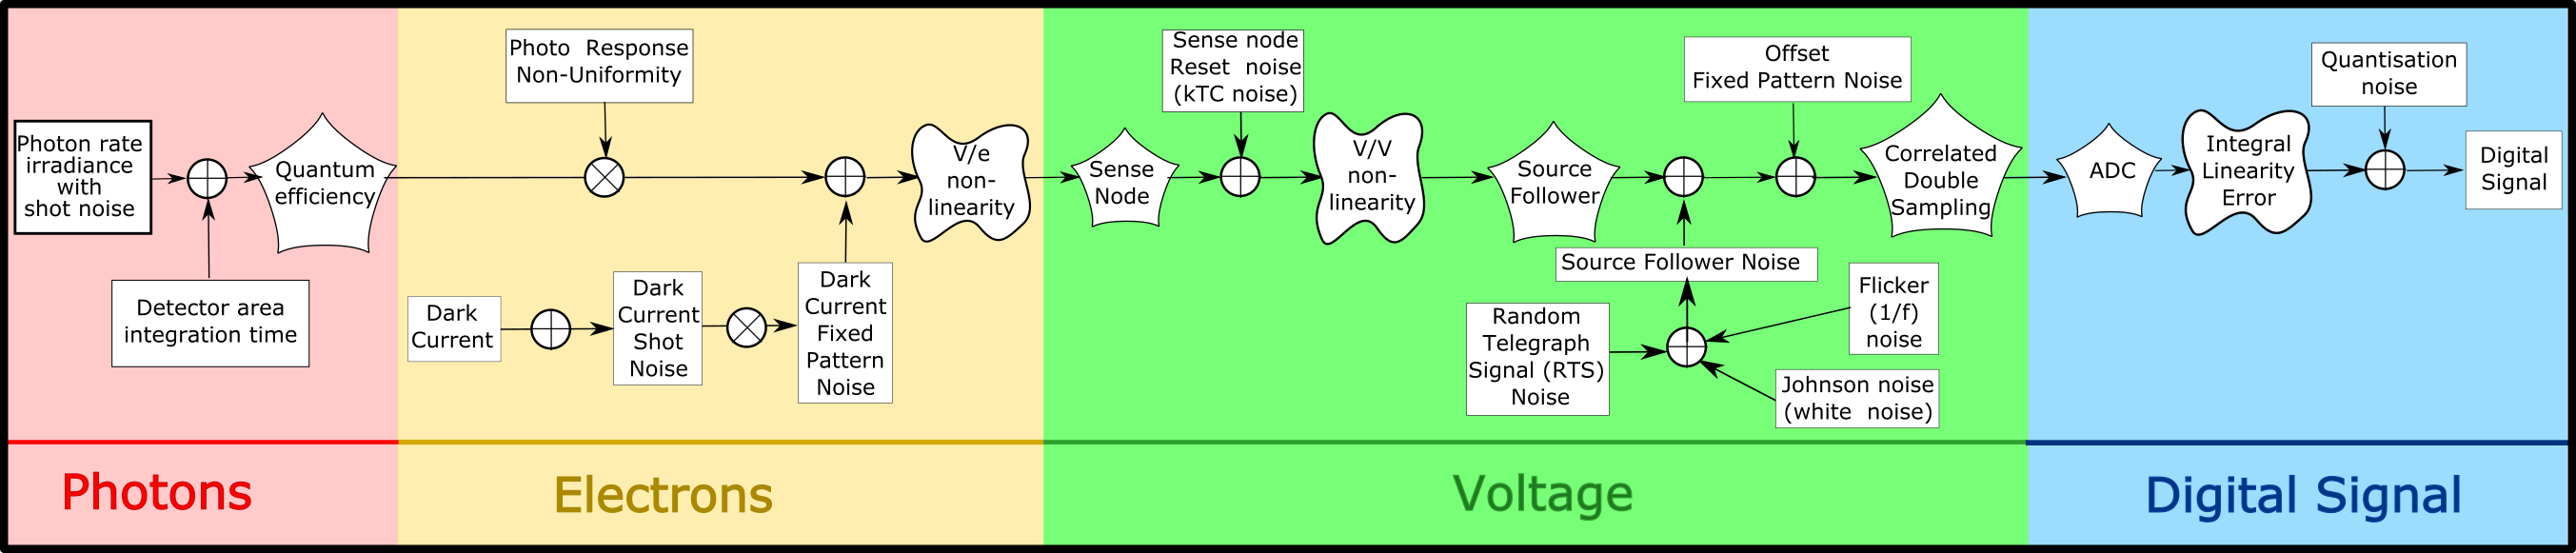 Photon rate
irradiance
with
shot noise
Detector area
integration time
Quantum
efficiency
Photo Response
Non-Uniformity
Dark
Current
Dark
Current
Shot
Noise
Dark
Current
Fixed
Pattern
Noise
V/e
non-
linearity
Sense
Node
Sense node
Reset noise
(kTC noise)
V/V
non-
linearity
Source
Follower
Source Follower Noise
Random
Telegraph
Signal (RTS)
Noise
Flicker
(1/f)
noise
Johnson noise
(white noise)
Offset
Fixed Pattern Noise
Correlated
Double
Sampling
ADC
Integral
Linearity
Error
Quantisation
noise
Digital
Signal
Photons
Electrons
Voltage
Digital Signal